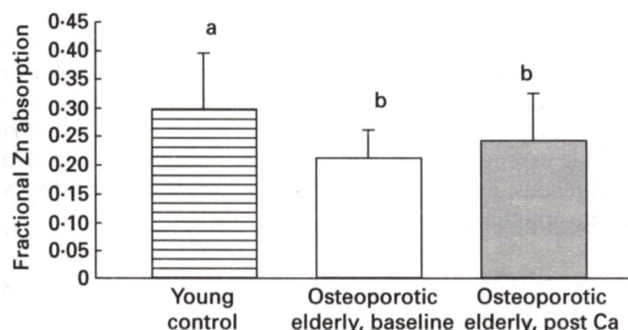 Fractional Zn absorption
0·45
0·40
0·35
0·30
0·25
0·20
0·15
0·10
0·05
0
a
b
b
Young
control
Osteoporotic
elderly, baseline
Osteoporotic
elderly, post Ca